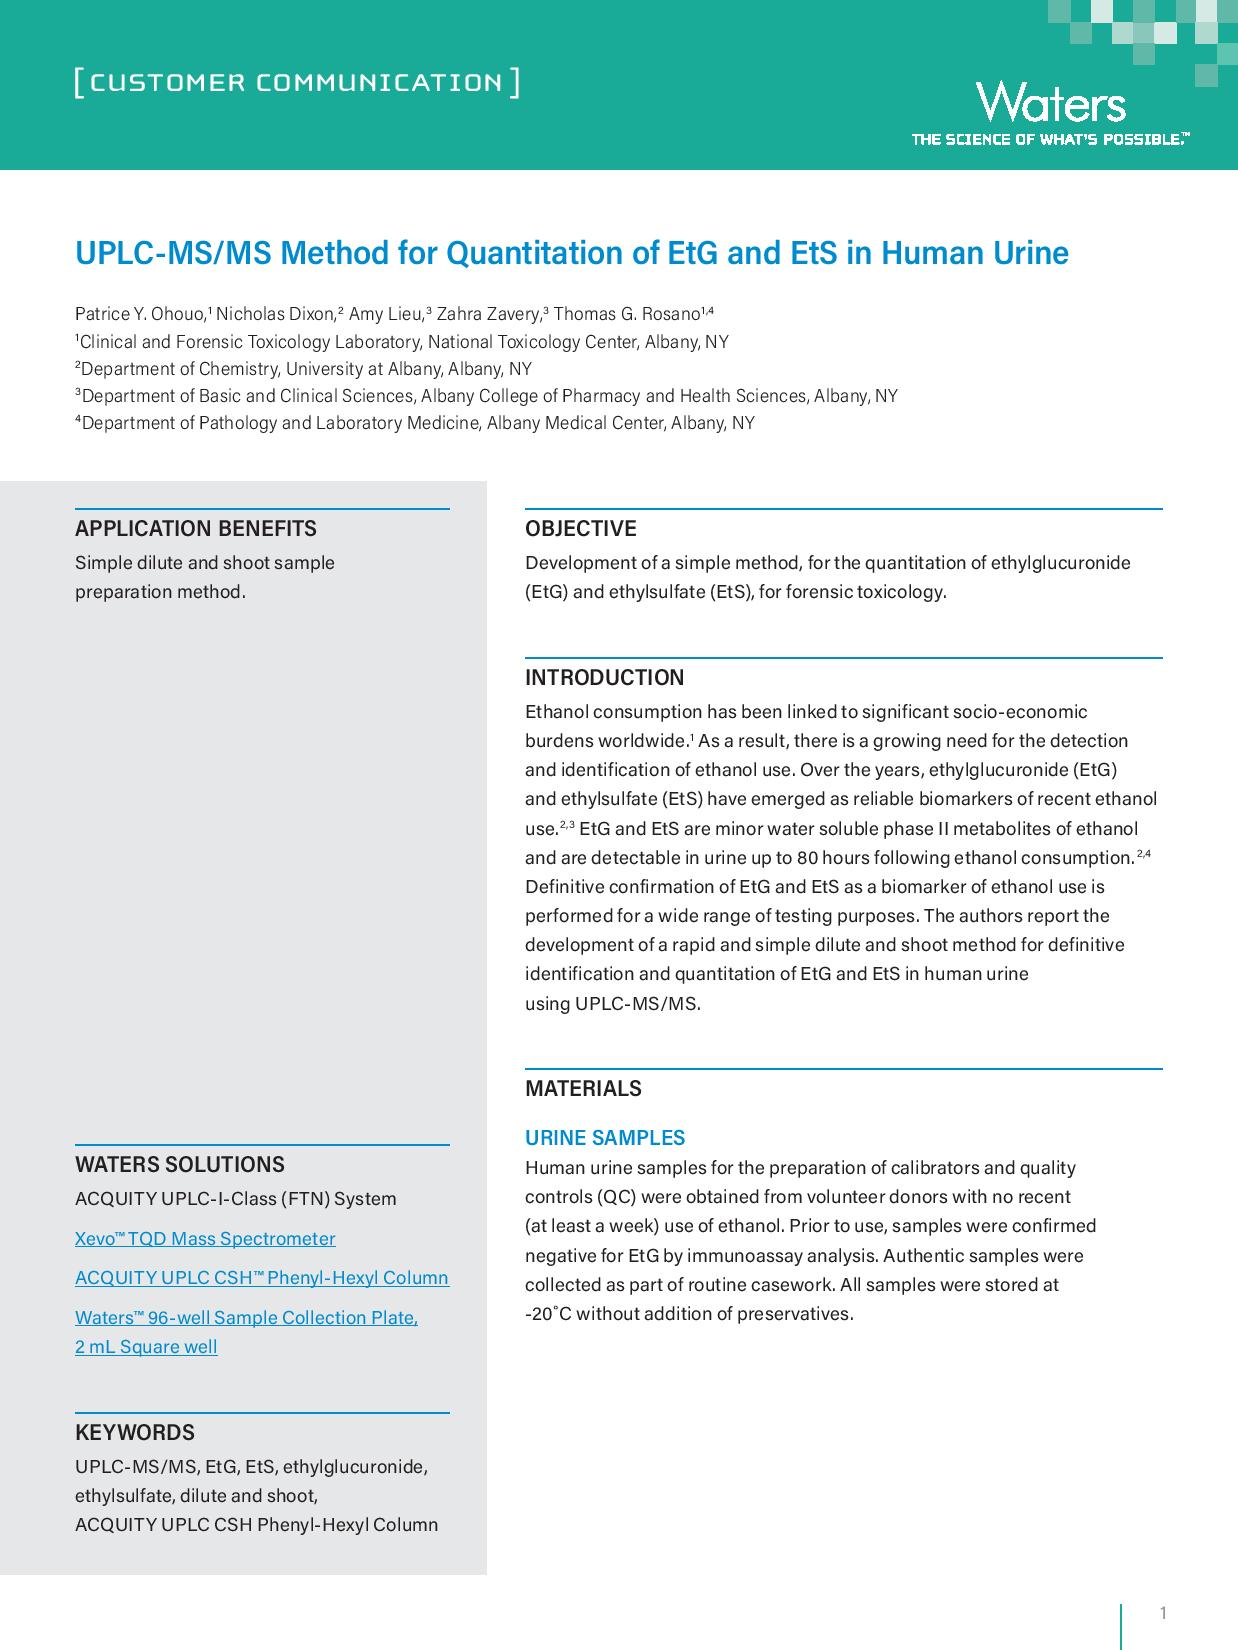 [CUSTOMER COMMUNICATION]
Waters
THE SCIENCE OF WHAT'S POSSIBLE.™
UPLC-MS/MS Method for Quantitation of EtG and EtS in Human Urine
Patrice Y. Ohouo,¹ Nicholas Dixon,² Amy Lieu,³ Zahra Zavery,³ Thomas G. Rosano¹,⁴
¹Clinical and Forensic Toxicology Laboratory, National Toxicology Center, Albany, NY
²Department of Chemistry, University at Albany, Albany, NY
³Department of Basic and Clinical Sciences, Albany College of Pharmacy and Health Sciences, Albany, NY
⁴Department of Pathology and Laboratory Medicine, Albany Medical Center, Albany, NY
APPLICATION BENEFITS
Simple dilute and shoot sample
preparation method.
WATERS SOLUTIONS
ACQUITY UPLC-I-Class (FTN) System
Xevo™ TQD Mass Spectrometer
ACQUITY UPLC CSH™ Phenyl-Hexyl Column
Waters™ 96-well Sample Collection Plate,
2 mL Square well
KEYWORDS
UPLC-MS/MS, EtG, EtS, ethylglucuronide,
ethylsulfate, dilute and shoot,
ACQUITY UPLC CSH Phenyl-Hexyl Column
OBJECTIVE
Development of a simple method, for the quantitation of ethylglucuronide
(EtG) and ethylsulfate (EtS), for forensic toxicology.
INTRODUCTION
Ethanol consumption has been linked to significant socio-economic
burdens worldwide.¹ As a result, there is a growing need for the detection
and identification of ethanol use. Over the years, ethylglucuronide (EtG)
and ethylsulfate (EtS) have emerged as reliable biomarkers of recent ethanol
use.²,³ EtG and EtS are minor water soluble phase II metabolites of ethanol
and are detectable in urine up to 80 hours following ethanol consumption.²,⁴
Definitive confirmation of EtG and EtS as a biomarker of ethanol use is
performed for a wide range of testing purposes. The authors report the
development of a rapid and simple dilute and shoot method for definitive
identification and quantitation of EtG and EtS in human urine
using UPLC-MS/MS.
MATERIALS
URINE SAMPLES
Human urine samples for the preparation of calibrators and quality
controls (QC) were obtained from volunteer donors with no recent
(at least a week) use of ethanol. Prior to use, samples were confirmed
negative for EtG by immunoassay analysis. Authentic samples were
collected as part of routine casework. All samples were stored at
-20˚C without addition of preservatives.
1